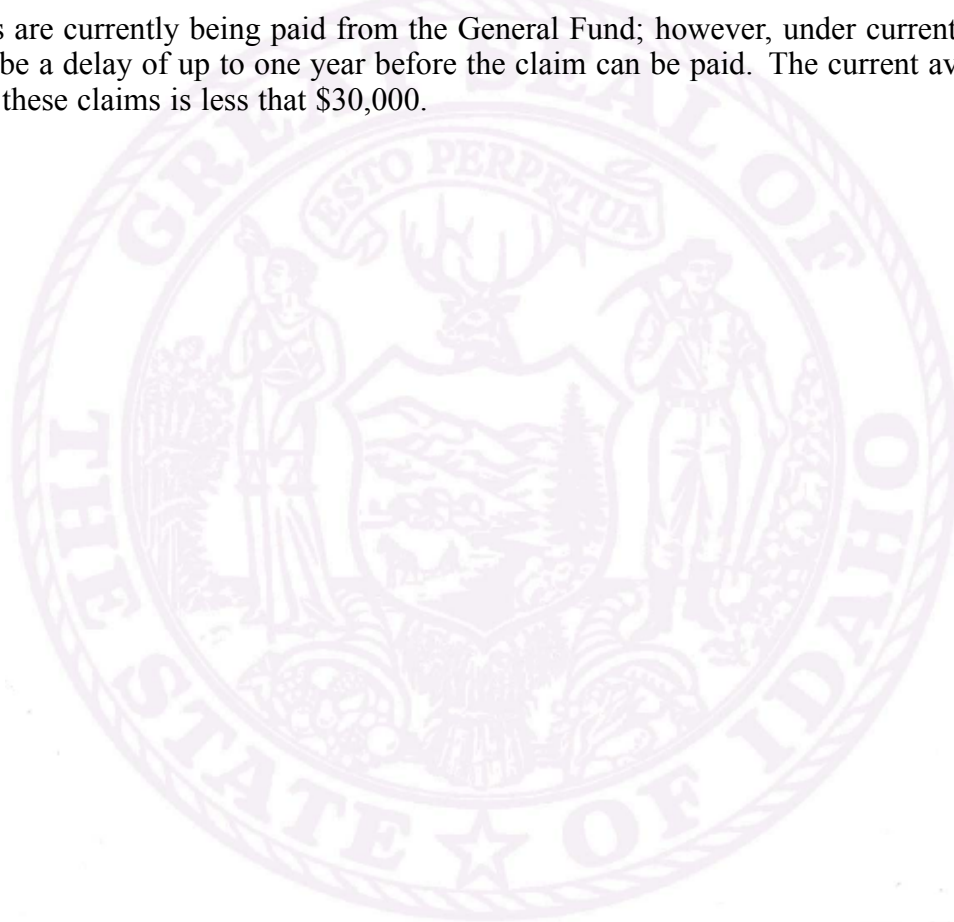 s are currently being paid from the General Fund; however, under current
be a delay of up to one year before the claim can be paid. The current av
these claims is less that $30,000.
GREAT SEAL OF
ESTO PERPETUA
THE STATE OF IDAHO